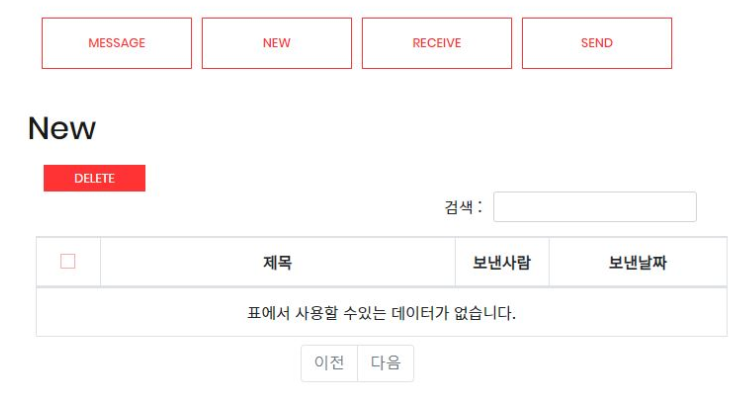 MESSAGE NEW RECEIVE SEND
New
DELETE
검색 :
제목 보낸사람 보낸날짜
표에서 사용할 수있는 데이터가 없습니다.
이전 다음